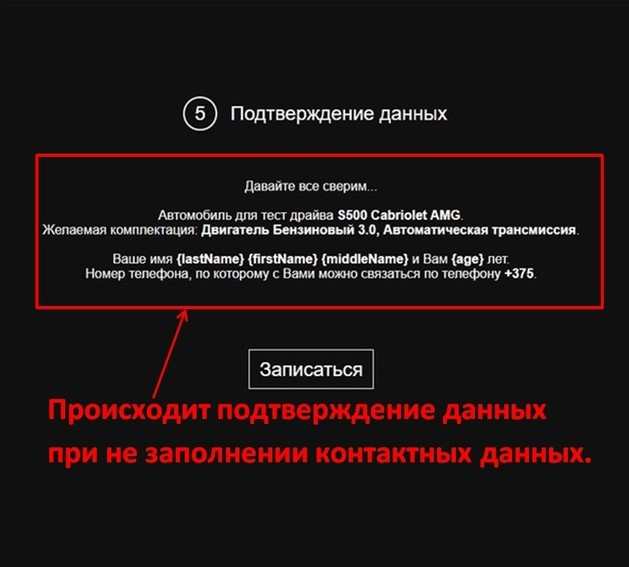 5 Подтверждение данных
Давайте все сверим...
Автомобиль для тест драйва S500 Cabriolet AMG.
Желаемая комплектация: Двигатель Бензиновый 3.0, Автоматическая трансмиссия.
Ваше имя {lastName} {firstName} {middleName} и Вам {age} лет.
Номер телефона, по которому с Вами можно связаться по телефону +375.
Записаться
Происходит подтверждение данных
при не заполнении контактных данных.